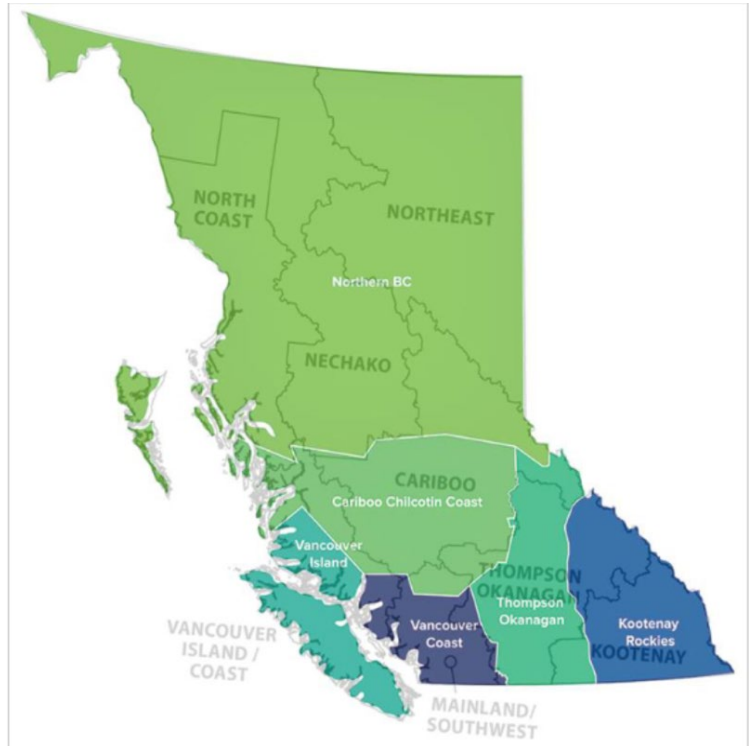 NORTH
COAST
NORTHEAST
Northern BC
NECHAKO
CARIBOO
Cariboo Chilcotin Coast
Vancouver
Island
THOMPSON
OKANAGAN
Thompson
Okanagan
Vancouver
Coast
Kootenay
Rockies
KOOTENAY
VANCOUVER
ISLAND /
COAST
MAINLAND/
SOUTHWEST